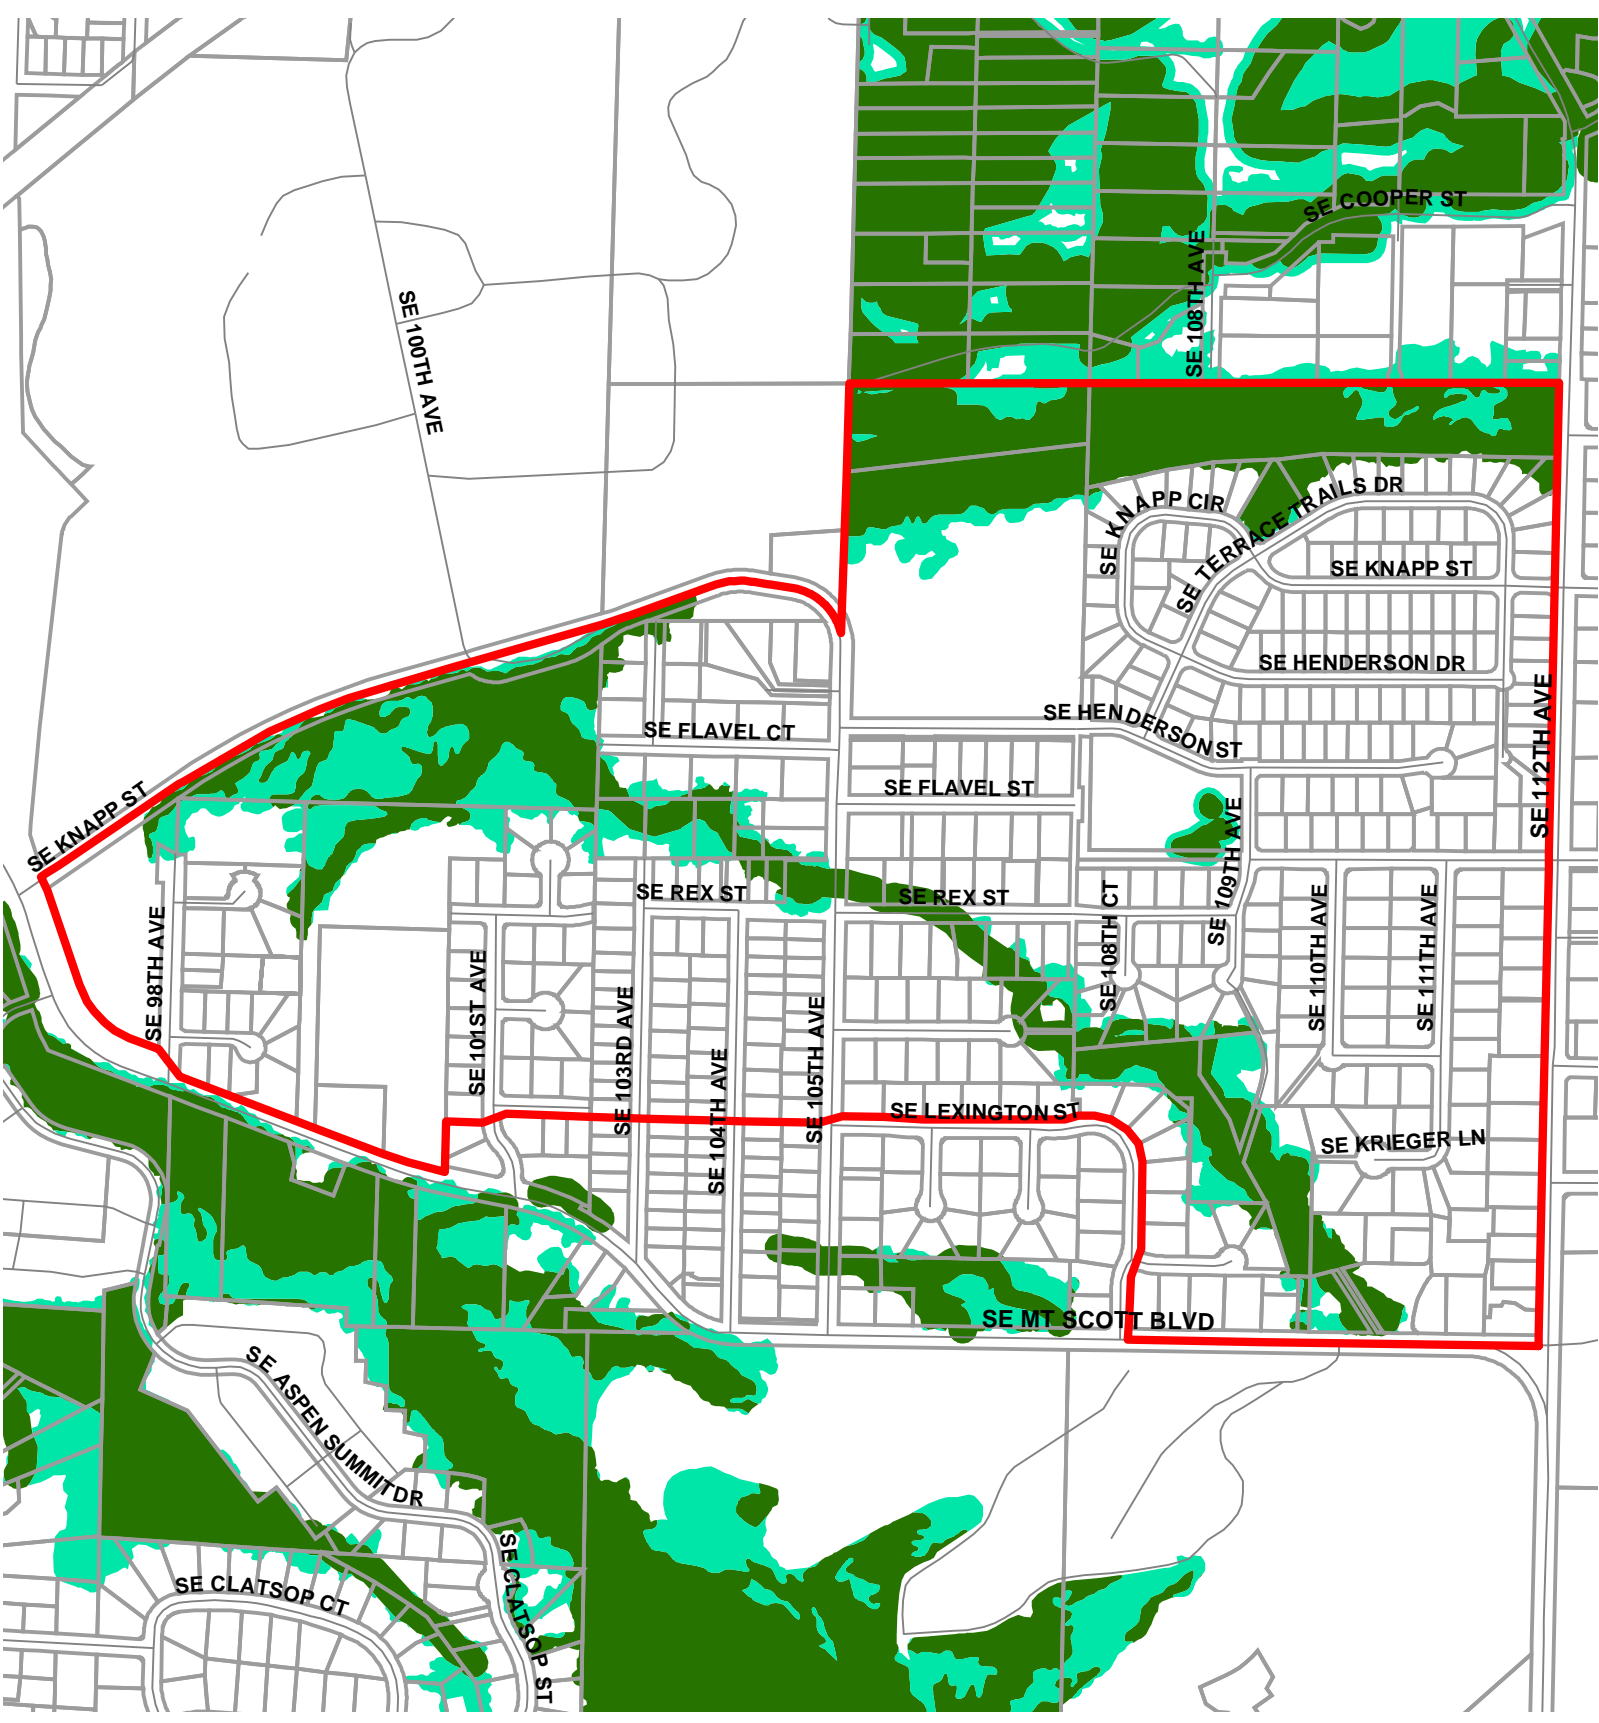 SE COOPER ST
SE 108TH AVE
SE 100TH AVE
SE KNAPP CIR
SE TERRACE TRAILS DR
SE KNAPP ST
SE HENDERSON DR
SE HENDERSON ST
SE 112TH AVE
SE FLAVEL CT
SE FLAVEL ST
SE KNAPP ST
SE 109TH AVE
SE REX ST
SE REX ST
SE 98TH AVE
SE 101ST AVE
SE 103RD AVE
SE 104TH AVE
SE 105TH AVE
SE 108TH CT
SE 110TH AVE
SE 111TH AVE
SE LEXINGTON ST
SE KRIEGER LN
SE MT SCOTT BLVD
SE ASPEN SUMMIT DR
SE CLATSOP CT
SE CLATSOP ST